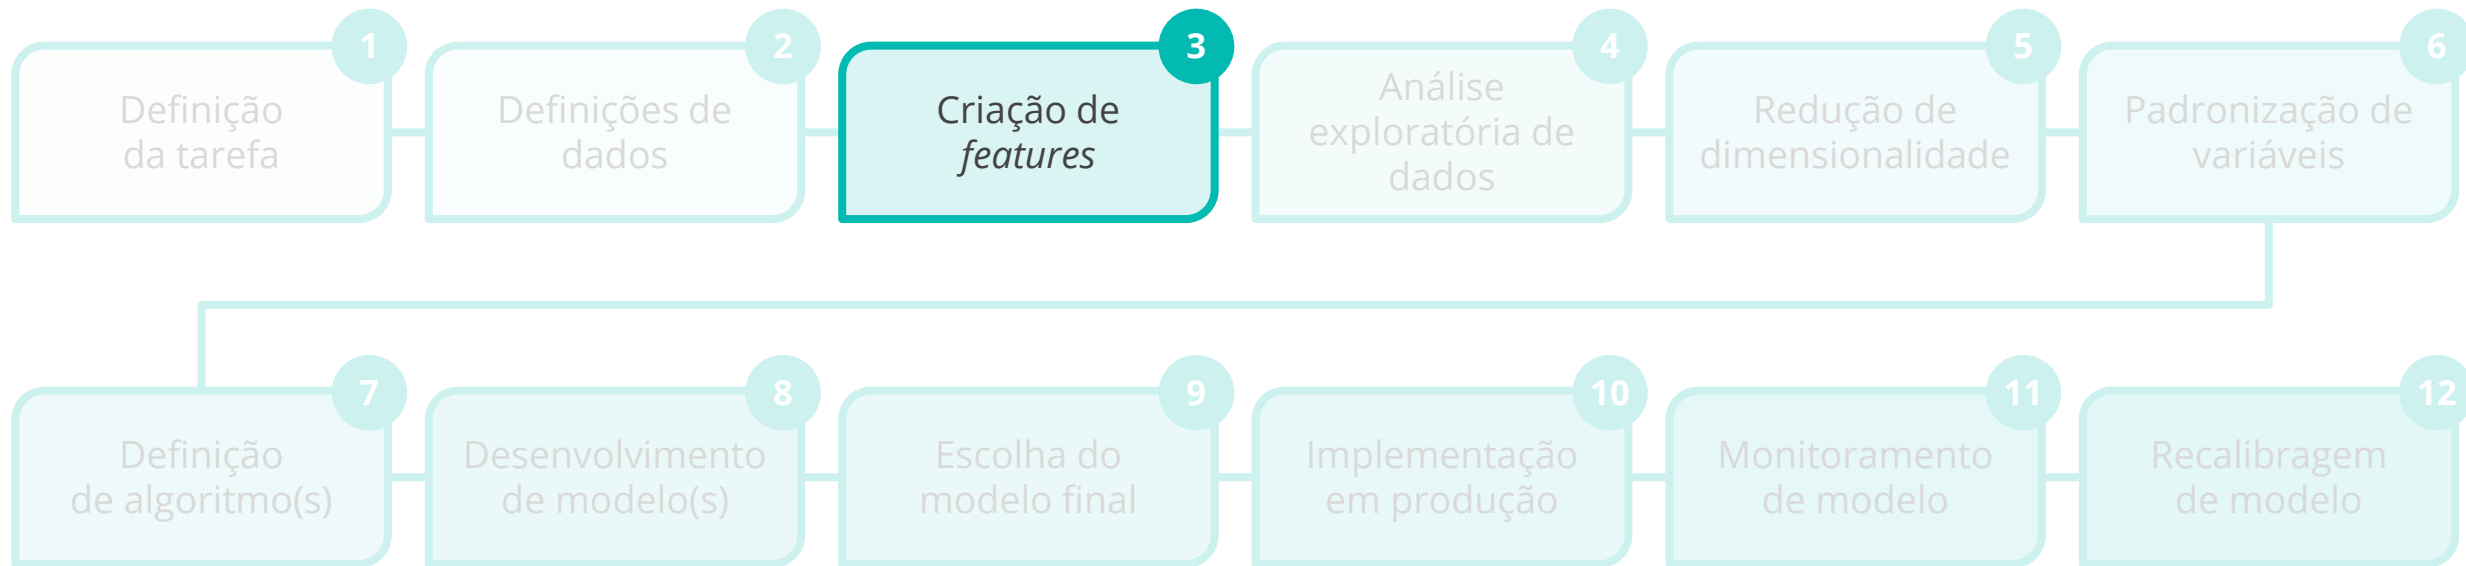 1
Definição
da tarefa
2
Definições de
dados
3
Criação de
features
4
Análise
exploratória de
dados
5
Redução de
dimensionalidade
6
Padronização de
variáveis
7
Definição
de algoritmo(s)
8
Desenvolvimento
de modelo(s)
9
Escolha do
modelo final
10
Implementação
em produção
11
Monitoramento
de modelo
12
Recalibragem
de modelo